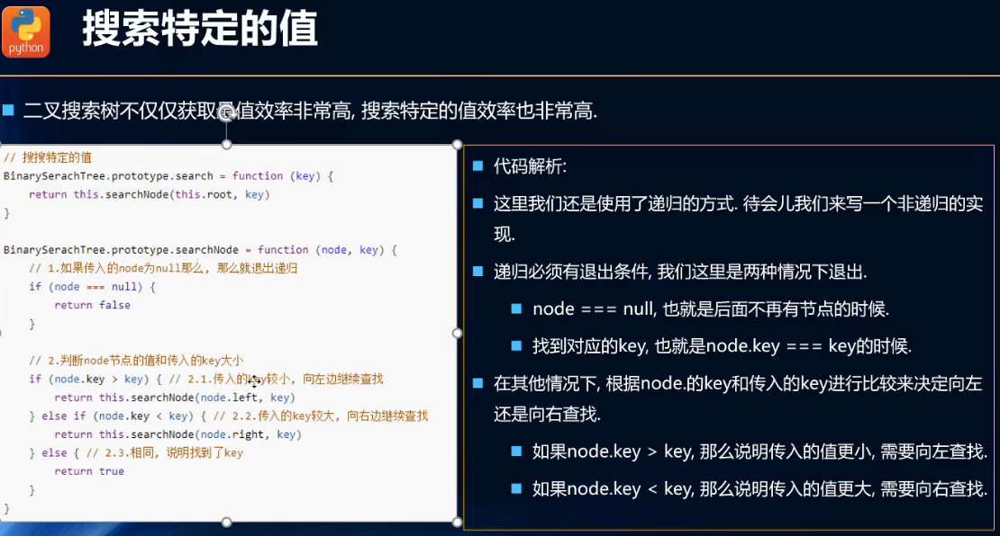 python
搜索特定的值
二叉搜索树不仅仅获取值效率非常高, 搜索特定的值效率也非常高.
// 搜搜特定的值
BinarySerachTree.prototype.search = function (key) {
    return this.searchNode(this.root, key)
}
BinarySerachTree.prototype.searchNode = function (node, key) {
    // 1.如果传入的node为null那么, 那么就退出递归
    if (node === null) {
        return false
    }
    // 2.判断node节点的值和传入的key大小
    if (node.key > key) { // 2.1.传入的key较小, 向左边继续查找
        return this.searchNode(node.left, key)
    } else if (node.key < key) { // 2.2.传入的key较大, 向右边继续查找
        return this.searchNode(node.right, key)
    } else { // 2.3.相同, 说明找到了key
        return true
    }
}
代码解析:
这里我们还是使用了递归的方式. 待会儿我们来写一个非递归的实
现.
递归必须有退出条件, 我们这里是两种情况下退出.
node === null, 也就是后面不再有节点的时候.
找到对应的key, 也就是node.key === key的时候.
在其他情况下, 根据node.的key和传入的key进行比较来决定向左
还是向右查找.
如果node.key > key, 那么说明传入的值更小, 需要向左查找.
如果node.key < key, 那么说明传入的值更大, 需要向右查找.